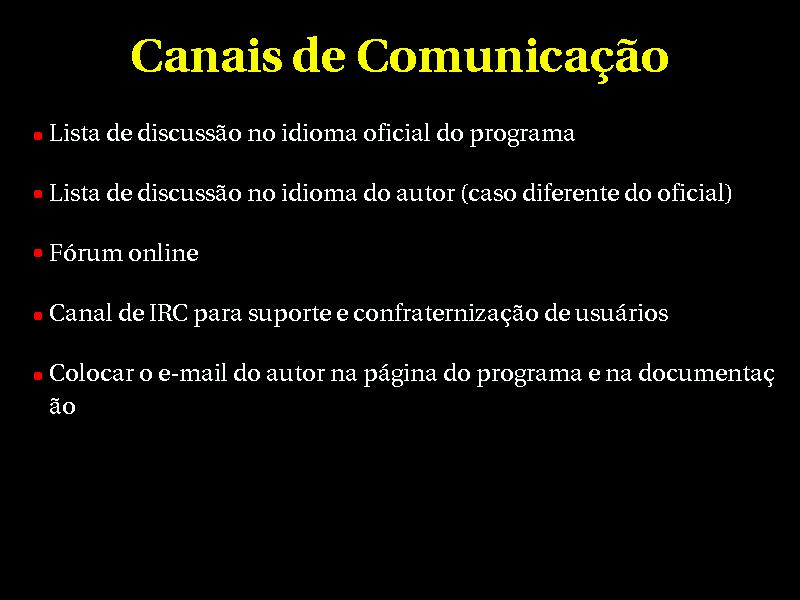 Canais de Comunicação
Lista de discussão no idioma oficial do programa
Lista de discussão no idioma do autor (caso diferente do oficial)
Fórum online
Canal de IRC para suporte e confraternização de usuários
Colocar o e-mail do autor na página do programa e na documentaç
ão